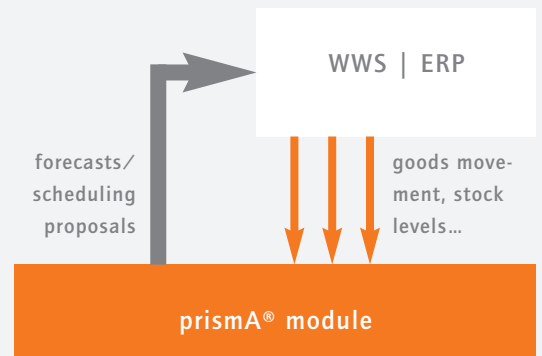 WWS | ERP
forecasts/
scheduling
proposals
goods move-
ment, stock
levels...
prismA® module